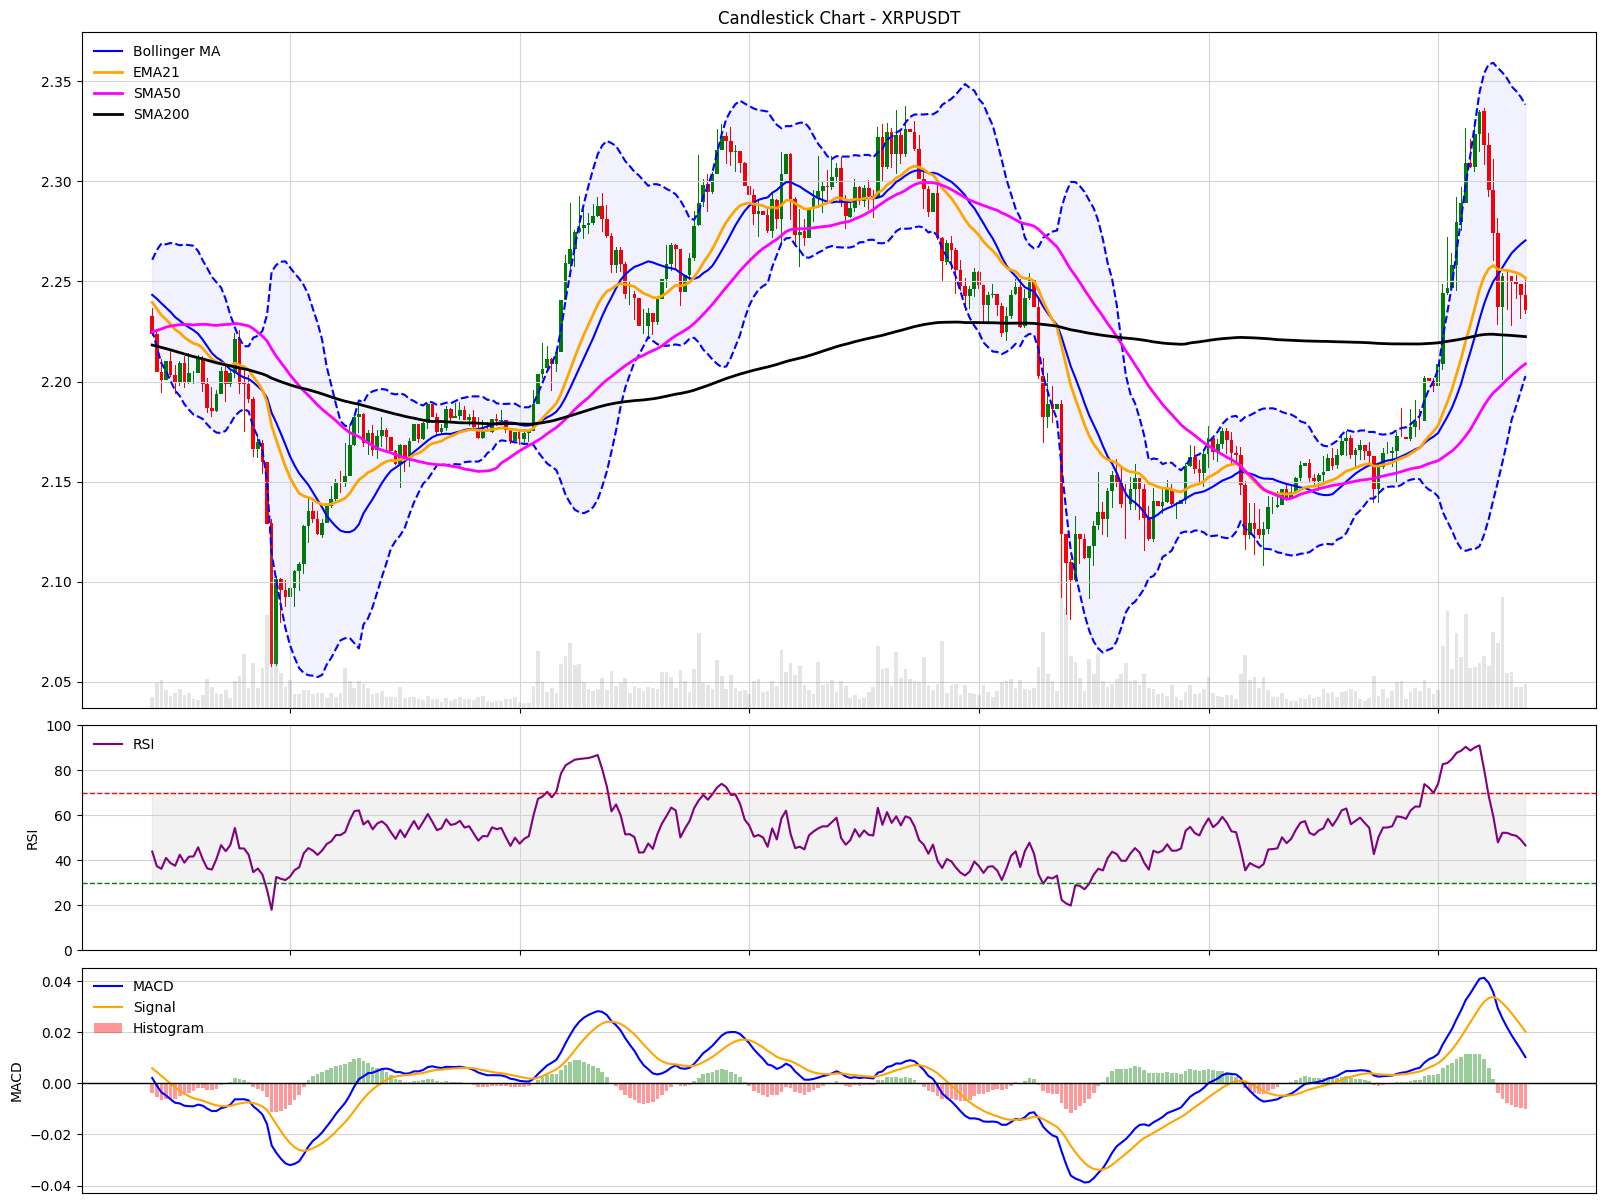 Candlestick Chart - XRPUSDT
Bollinger MA
EMA21
SMA50
SMA200
2.35
2.30
2.25
2.20
2.15
2.10
2.05
RSI
100
80
60
40
20
0
RSI
MACD
Signal
Histogram
0.04
0.02
0.00
−0.02
−0.04
MACD